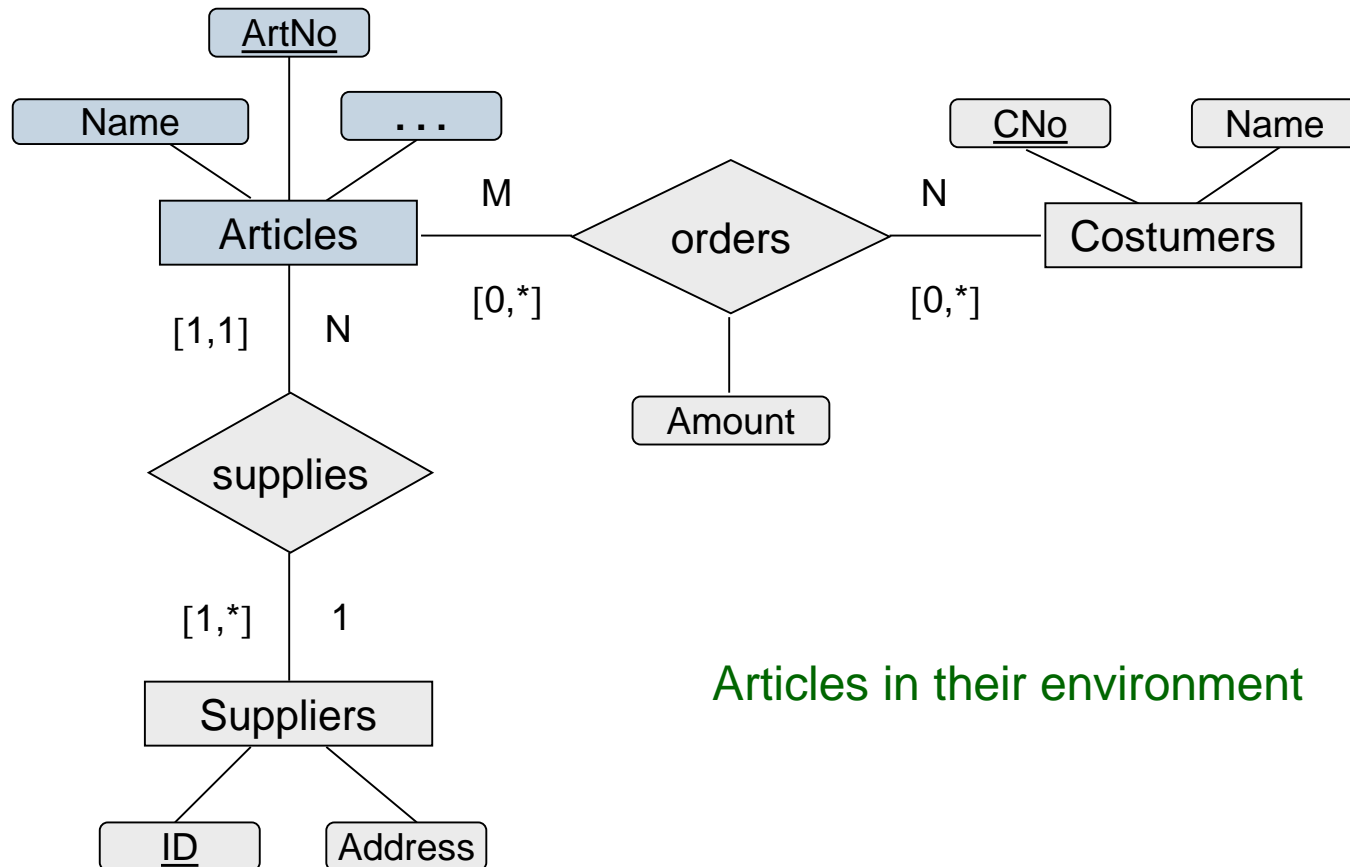 ArtNo
Name
. . .
CNo
Name
Articles
M
orders
N
Costumers
[0,*]
[0,*]
[1,1]
N
Amount
supplies
[1,*]
1
Articles in their environment
Suppliers
ID
Address